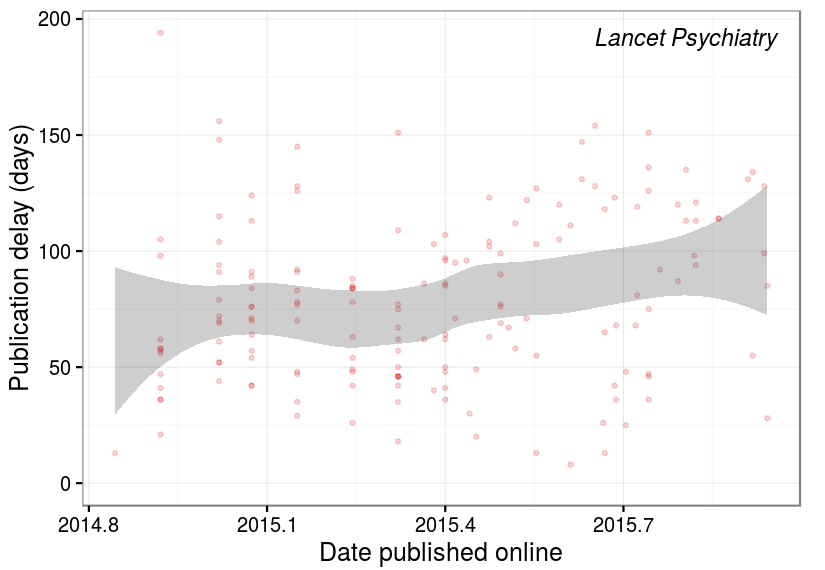 Lancet Psychiatry
Publication delay (days)
200
150
100
50
0
2014.8 2015.1 2015.4 2015.7
Date published online